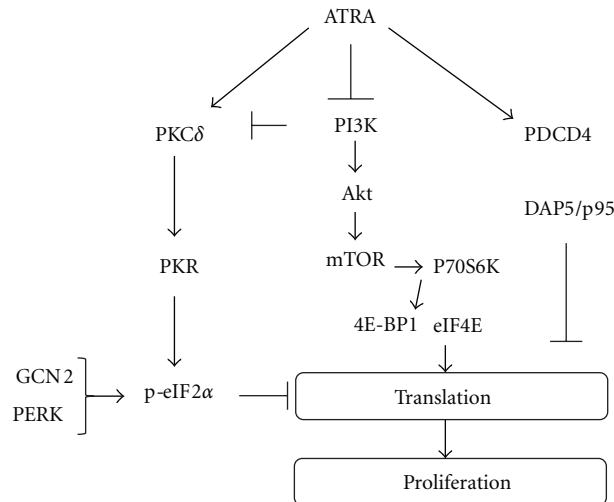 ATRA
PKCδ
PI3K
PDCD4
Akt
DAP5/p95
PKR
mTOR
P70S6K
4E-BP1
eIF4E
GCN2
PERK
p-eIF2α
Translation
Proliferation